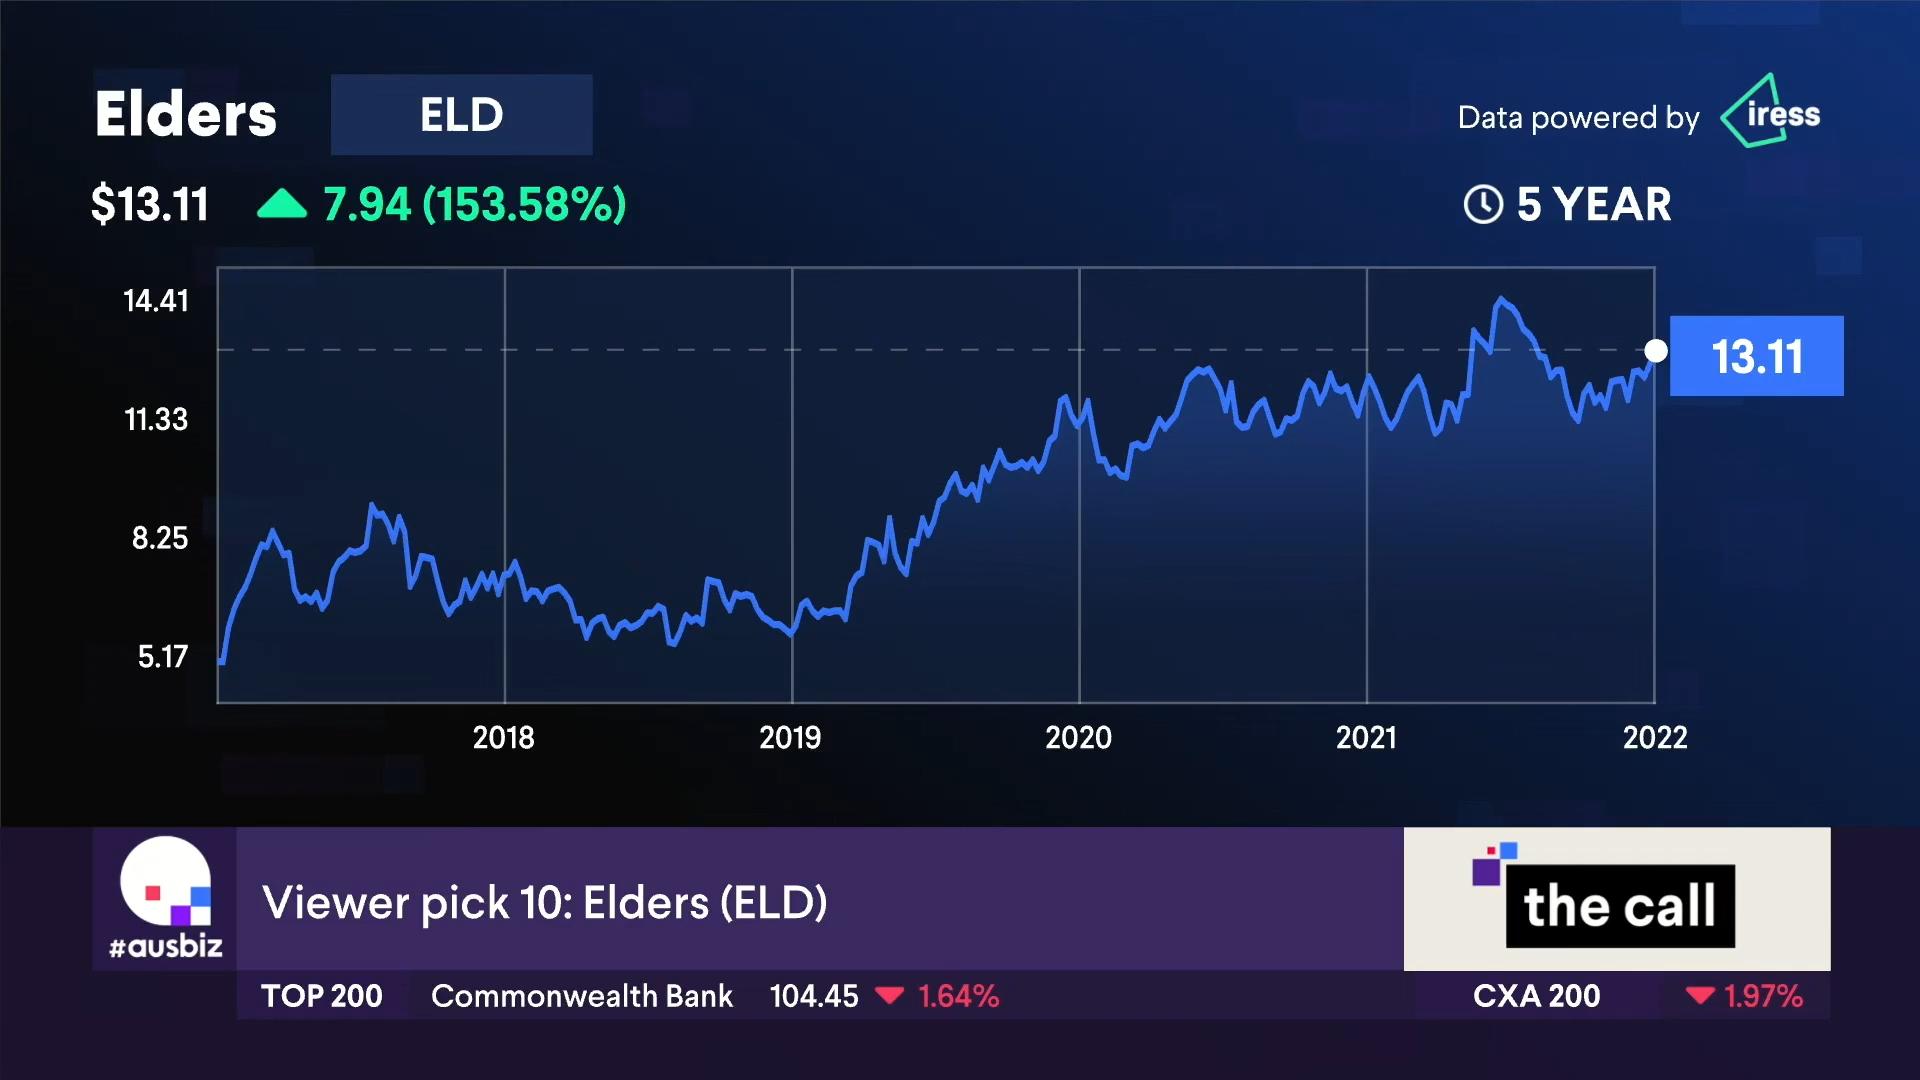 Elders ELD
Data powered by iress
$13.11 7.94 (153.58%)
5 YEAR
14.41
11.33
8.25
5.17
13.11
2018 2019 2020 2021 2022
#ausbiz
Viewer pick 10: Elders (ELD)
the call
TOP 200 Commonwealth Bank 104.45 1.64%
CXA 200 1.97%